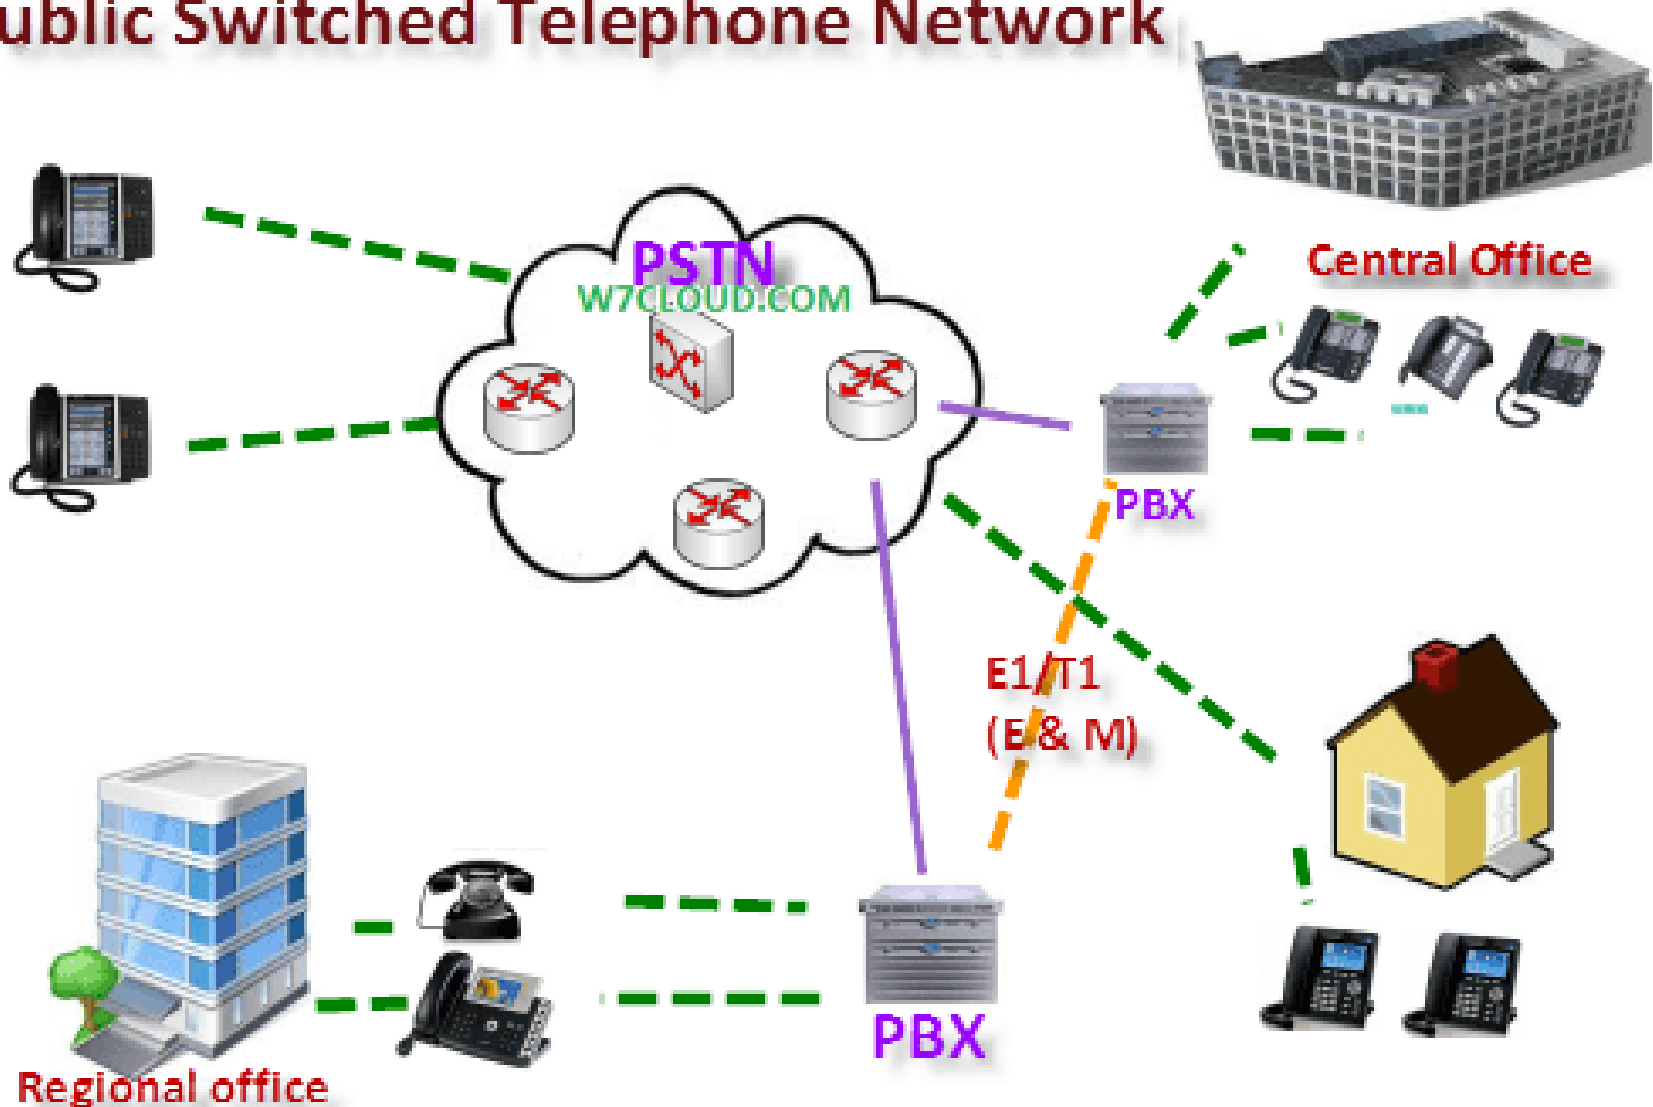 ublic Switched Telephone Network
PSTN
W7CLOUD.COM
Central Office
PBX
E1/T1
(E & M)
PBX
Regional office